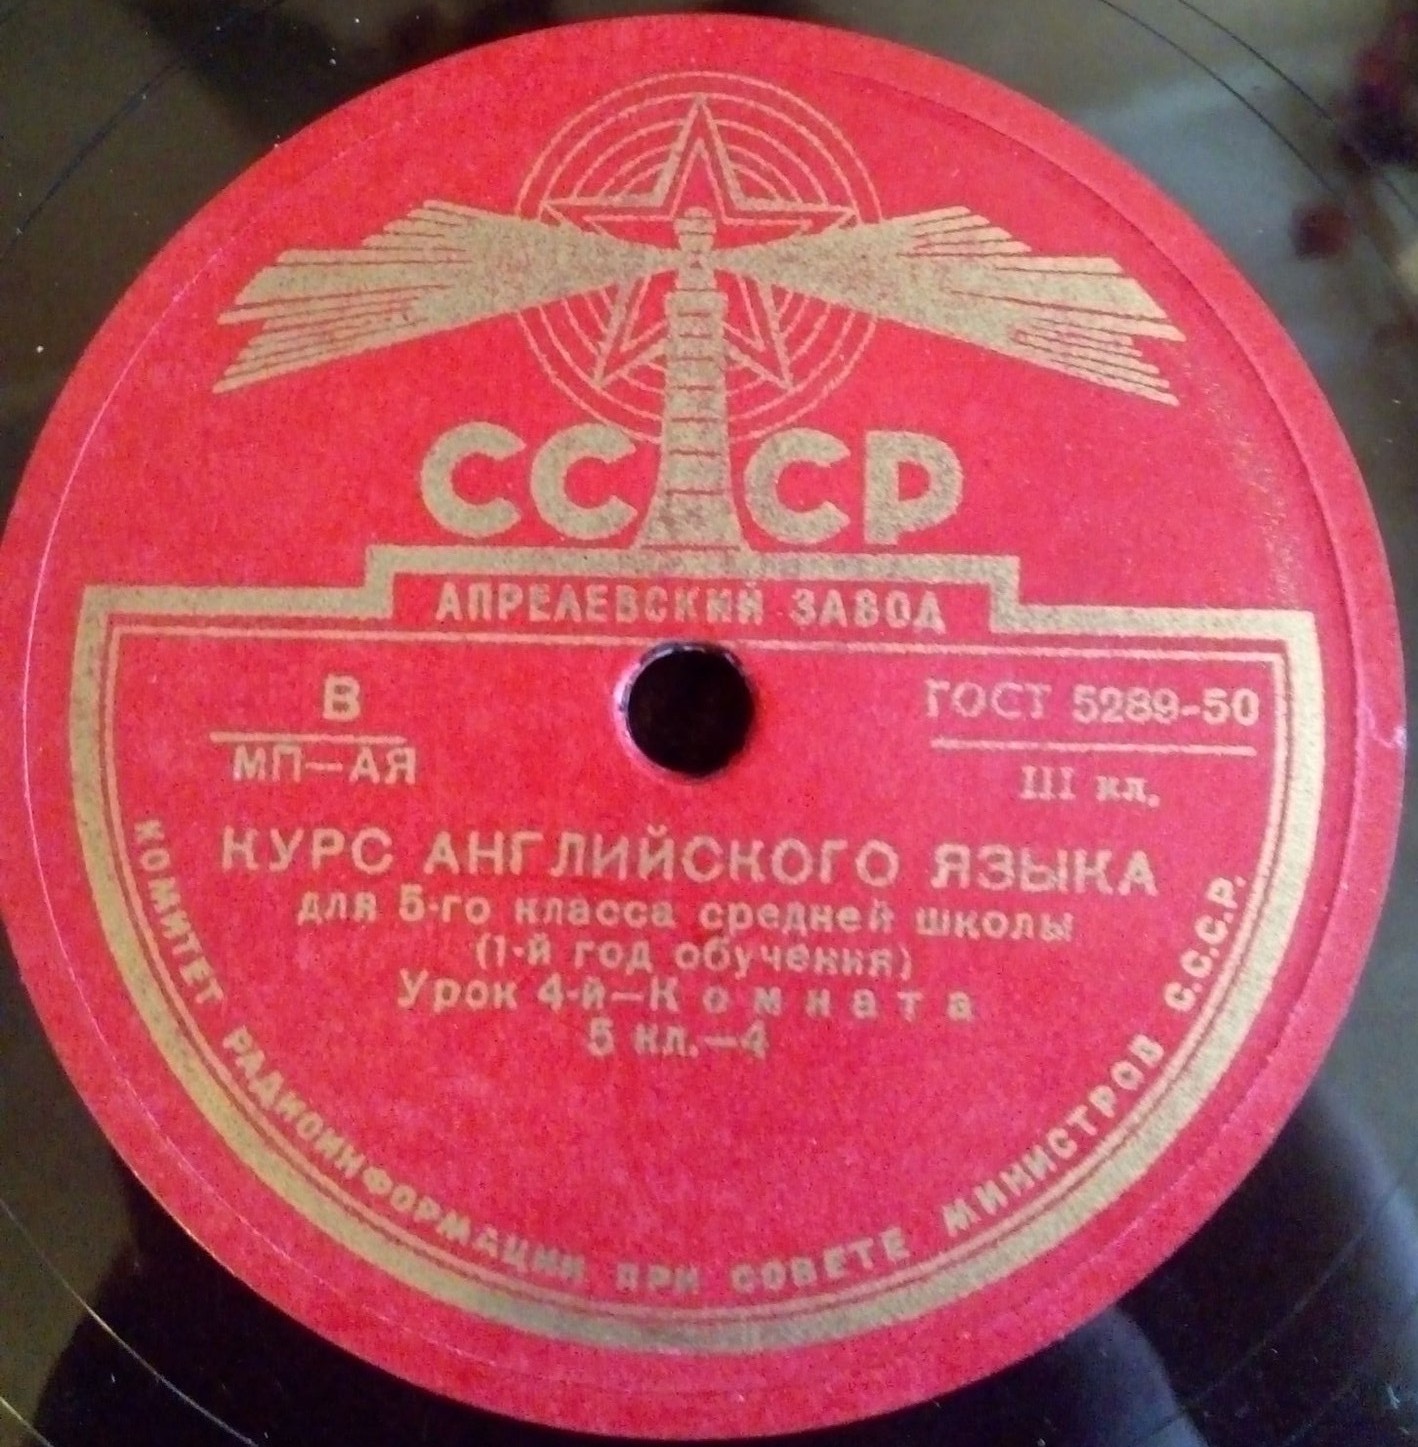 СССР
АПРЕЛЕВСКИЙ ЗАВОД
В
МП—АЯ
ГОСТ 5289-50
III кл.
КУРС АНГЛИЙСКОГО ЯЗЫКА
для 5-го класса средней школы
(1-й год обучения)
Урок 4-й—Комната
5 кл.—4
КОМИТЕТ РАДИОИНФОРМАЦИИ ПРИ СОВЕТЕ МИНИСТРОВ С.С.С.Р.